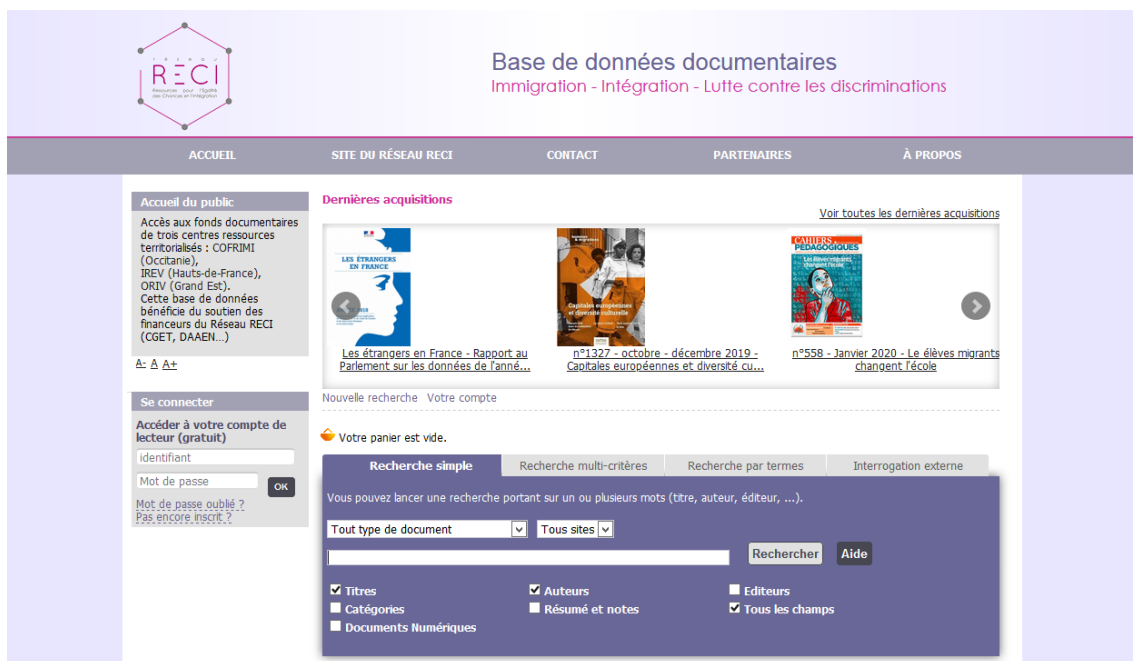 réseau
RECI
Ressources pour l'Égalité
des Chances et l'Intégration
Base de données documentaires
Immigration - Intégration - Lutte contre les discriminations
ACCUEIL
SITE DU RÉSEAU RECI
CONTACT
PARTENAIRES
À PROPOS
Accueil du public
Accès aux fonds documentaires
de trois centres ressources
territorialisés : COFRIMI
(Occitanie),
IREV (Hauts-de-France),
ORIV (Grand Est).
Cette base de données
bénéficie du soutien des
financeurs du Réseau RECI
(CGET, DAAEN...)
A- A A+
Se connecter
Accéder à votre compte de
lecteur (gratuit)
identifiant
Mot de passe
OK
Mot de passe oublié ?
Pas encore inscrit ?
Dernières acquisitions
Voir toutes les dernières acquisitions
LES ÉTRANGERS
EN FRANCE
Capitales européennes
et diversité culturelle
CAHIERS
PEDAGOGIQUES
Les élèves migrants
changent l'école
Les étrangers en France - Rapport au
Parlement sur les données de l'anné...
n°1327 - octobre - décembre 2019 -
Capitales européennes et diversité cu...
n°558 - Janvier 2020 - Le élèves migrants
changent l'école
Nouvelle recherche Votre compte
Votre panier est vide.
Recherche simple
Recherche multi-critères
Recherche par termes
Interrogation externe
Vous pouvez lancer une recherche portant sur un ou plusieurs mots (titre, auteur, éditeur, ...).
Tout type de document
Tous sites
Rechercher
Aide
Titres
Auteurs
Editeurs
Catégories
Résumé et notes
Tous les champs
Documents Numériques